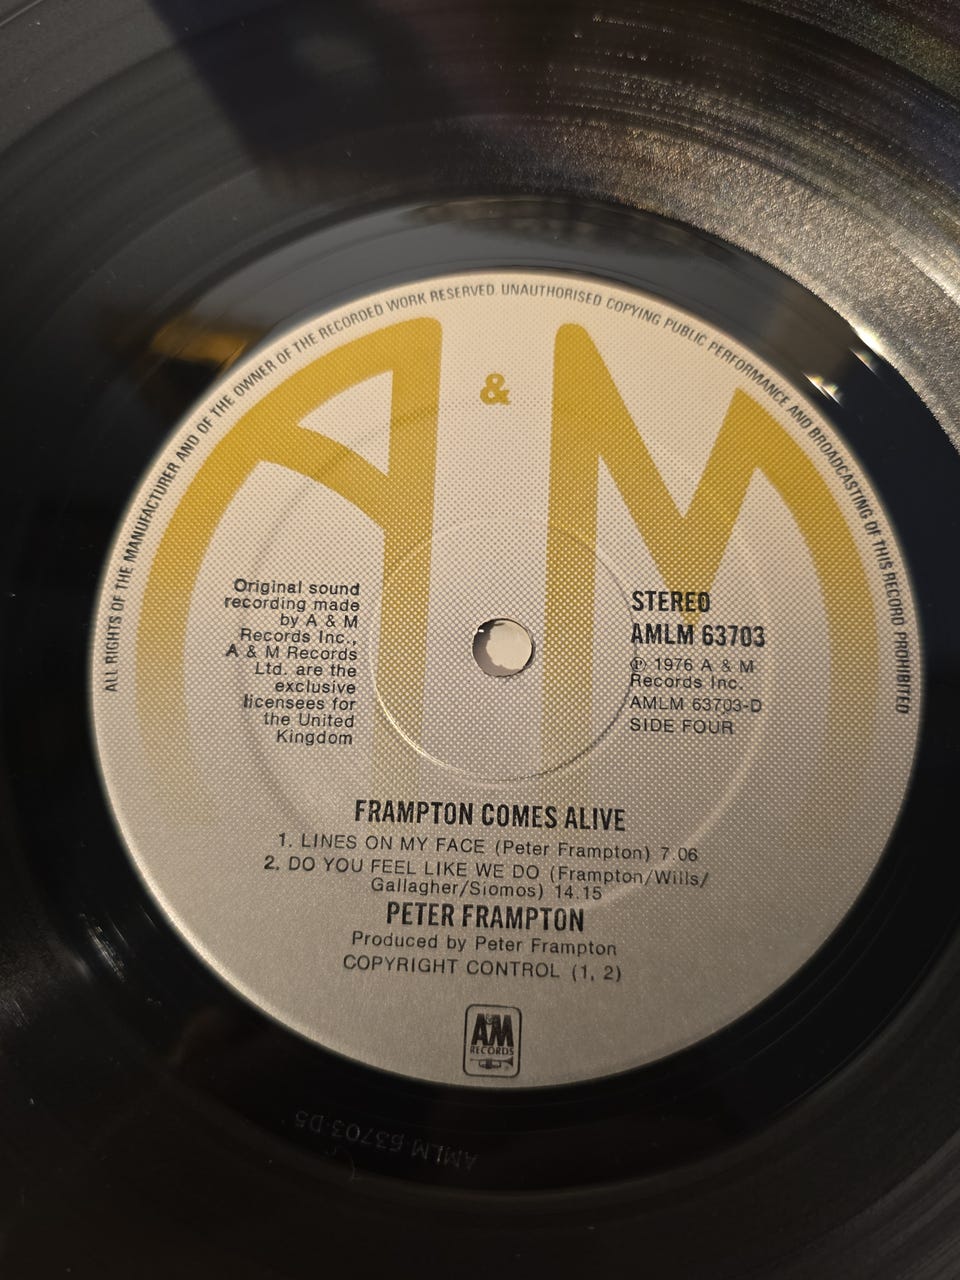 ALL RIGHTS OF THE MANUFACTURER AND OF THE OWNER OF THE RECORDED WORK RESERVED. UNAUTHORISED COPYING PUBLIC PERFORMANCE AND BROADCASTING OF THIS RECORD PROHIBITED
A & M
Original sound
recording made
by A & M
Records Inc.,
A & M Records
Ltd. are the
exclusive
licensees for
the United
Kingdom
STEREO
AMLM 63703
℗ 1976 A & M
Records Inc.
AMLM 63703-D
SIDE FOUR
FRAMPTON COMES ALIVE
1. LINES ON MY FACE (Peter Frampton) 7.06
2. DO YOU FEEL LIKE WE DO (Frampton/Wills/
Gallagher/Siomos) 14.15
PETER FRAMPTON
Produced by Peter Frampton
COPYRIGHT CONTROL (1, 2)
A&M
RECORDS
AMLM 63703 D5